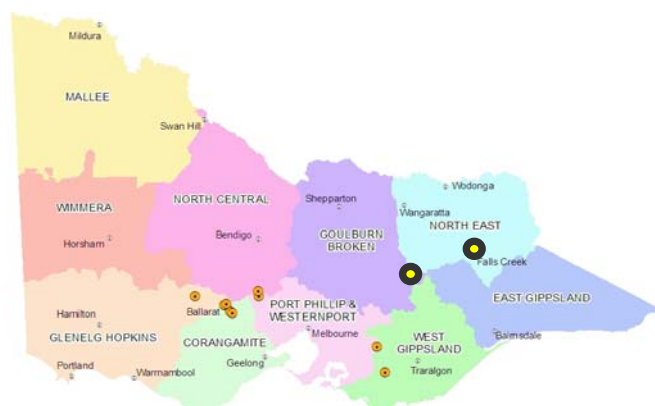 Mildura
MALLEE
Swan Hill
Wodonga
NORTH CENTRAL
Shepparton
Wangaratta
WIMMERA
GOULBURN
BROKEN
NORTH EAST
Horsham
Bendigo
Falls Creek
EAST GIPPSLAND
Hamilton
Ballarat
PORT PHILLIP &
WESTERNPORT
GLENELG HOPKINS
Melbourne
WEST
GIPPSLAND
Bairnsdale
CORANGAMITE
Geelong
Portland
Warrnambool
Traralgon